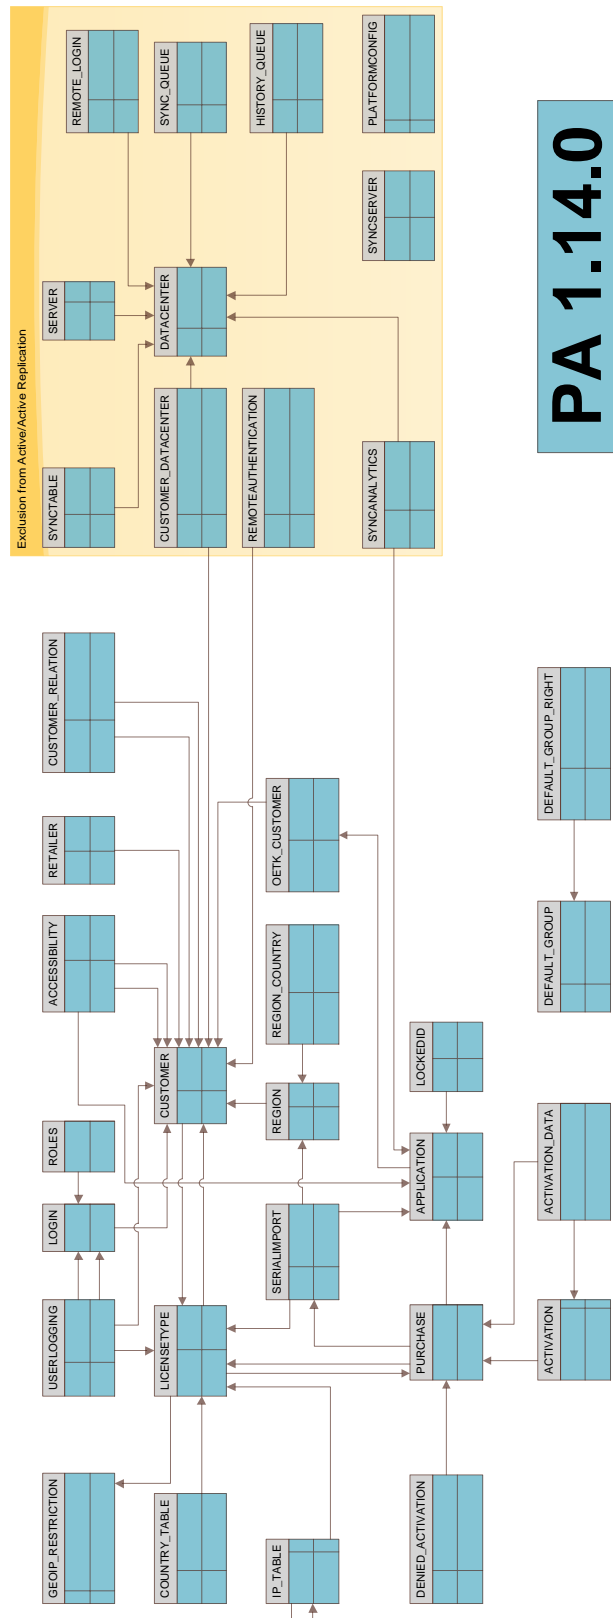 GEOIP_RESTRICTION
USERLOGGING
LOGIN
ROLES
ACCESSIBILITY
RETAILER
CUSTOMER_RELATION
Exclusion from Active/Active Replication
SYNCTABLE
SERVER
REMOTE_LOGIN
COUNTRY_TABLE
LICENSETYPE
CUSTOMER
CUSTOMER_DATACENTER
DATACENTER
SYNC_QUEUE
REMOTEAUTHENTICATION
HISTORY_QUEUE
IP_TABLE
SERIALIMPORT
REGION
REGION_COUNTRY
OETK_CUSTOMER
SYNCANALYTICS
SYNCSERVER
PLATFORMCONFIG
DENIED_ACTIVATION
PURCHASE
APPLICATION
LOCKEDID
ACTIVATION
ACTIVATION_DATA
DEFAULT_GROUP
DEFAULT_GROUP_RIGHT
PA 1.14.0